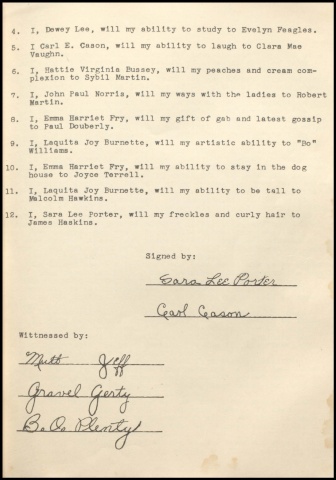 4. I, Dewey Lee, will my ability to study to Evelyn Feagles.
5 I Carl E. Cason, will my ability to laugh to Clara Mae
Vaughn.
6. I, Hattie Virginia Bussey, will my peaches and cream com-
plexion to Sybil Martin.
7. I, John Paul Norris, will my ways with the ladies to Robert
Martin.
8. I, Emma Harriet Fry, will my gift of gab and latest gossip
to Paul Douberly.
9. I, Laquita Joy Burnette, will my artistic ability to "Bo"
Williams.
10. I, Emma Harriet Fry, will my ability to stay in the dog
house to Joyce Terrell.
11. I, Laquita Joy Burnette, will my ability to be tall to
Malcolm Hawkins.
12. I, Sara Lee Porter, will my freckles and curly hair to
James Haskins.
Signed by:
Sara Lee Porter
Carl Cason
Wittnessed by:
Mutt Jeff
Gravel Gerty
B. O. Plenty